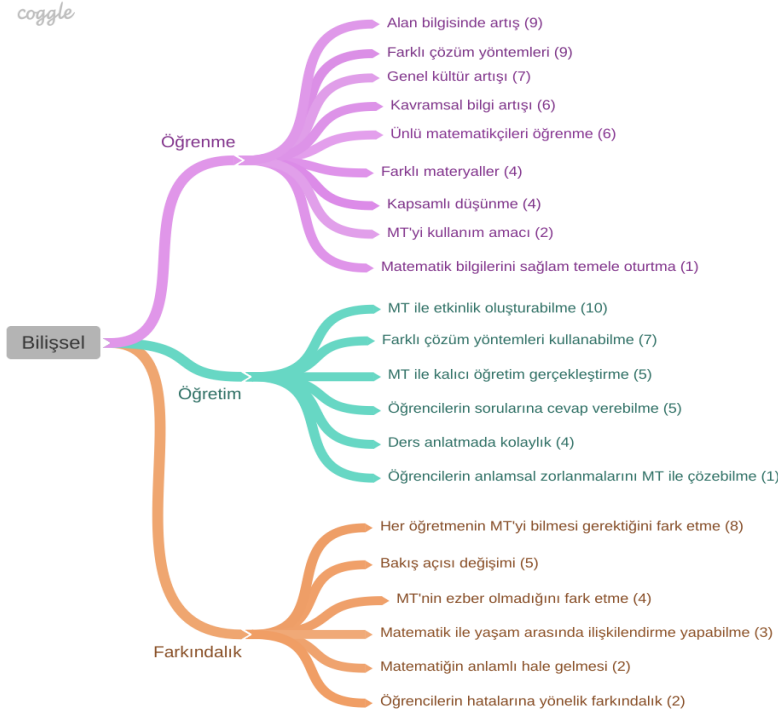 coggle
Alan bilgisinde artış (9)
Farklı çözüm yöntemleri (9)
Genel kültür artışı (7)
Kavramsal bilgi artışı (6)
Öğrenme
Ünlü matematikçileri öğrenme (6)
Farklı materyaller (4)
Kapsamlı düşünme (4)
MT'yi kullanım amacı (2)
Matematik bilgilerini sağlam temele oturtma (1)
Bilişsel
MT ile etkinlik oluşturabilme (10)
Farklı çözüm yöntemleri kullanabilme (7)
MT ile kalıcı öğretim gerçekleştirme (5)
Öğretim
Öğrencilerin sorularına cevap verebilme (5)
Ders anlatmada kolaylık (4)
Öğrencilerin anlamsal zorlanmalarını MT ile çözebilme (1)
Her öğretmenin MT'yi bilmesi gerektiğini fark etme (8)
Bakış açısı değişimi (5)
MT'nin ezber olmadığını fark etme (4)
Matematik ile yaşam arasında ilişkilendirme yapabilme (3)
Farkındalık
Matematiğin anlamlı hale gelmesi (2)
Öğrencilerin hatalarına yönelik farkındalık (2)